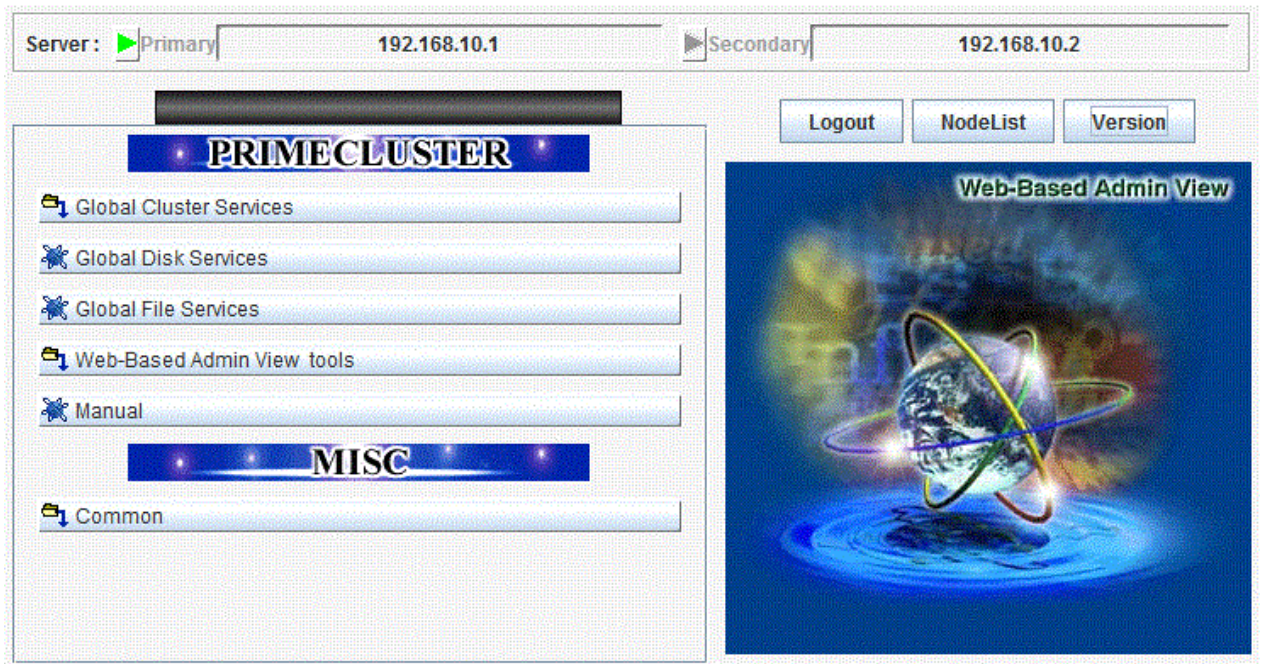 Server : Primary 192.168.10.1 Secondary 192.168.10.2
Logout NodeList Version
PRIMECLUSTER
Global Cluster Services
Global Disk Services
Global File Services
Web-Based Admin View tools
Manual
MISC
Common
Web-Based Admin View